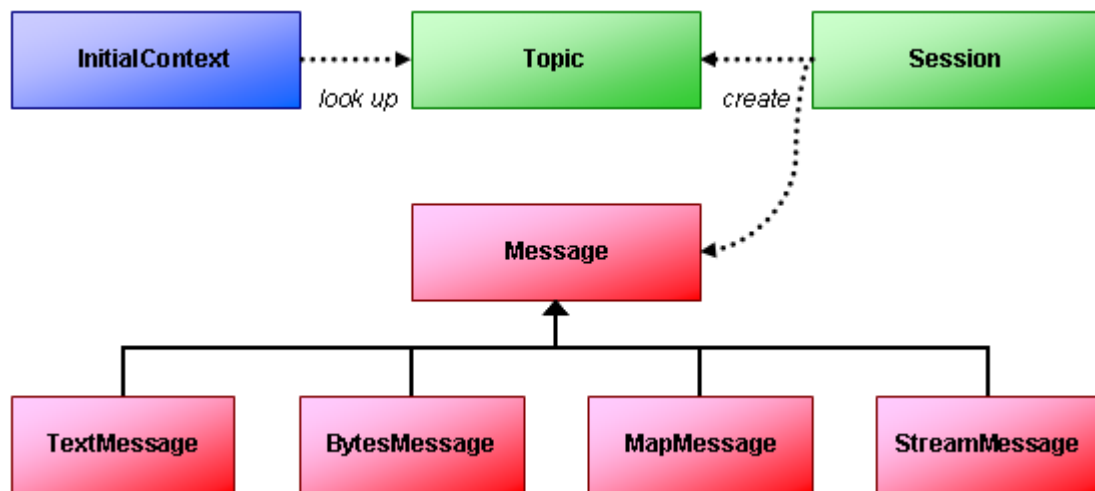 InitialContext
Topic
Session
look up
create
Message
TextMessage
BytesMessage
MapMessage
StreamMessage